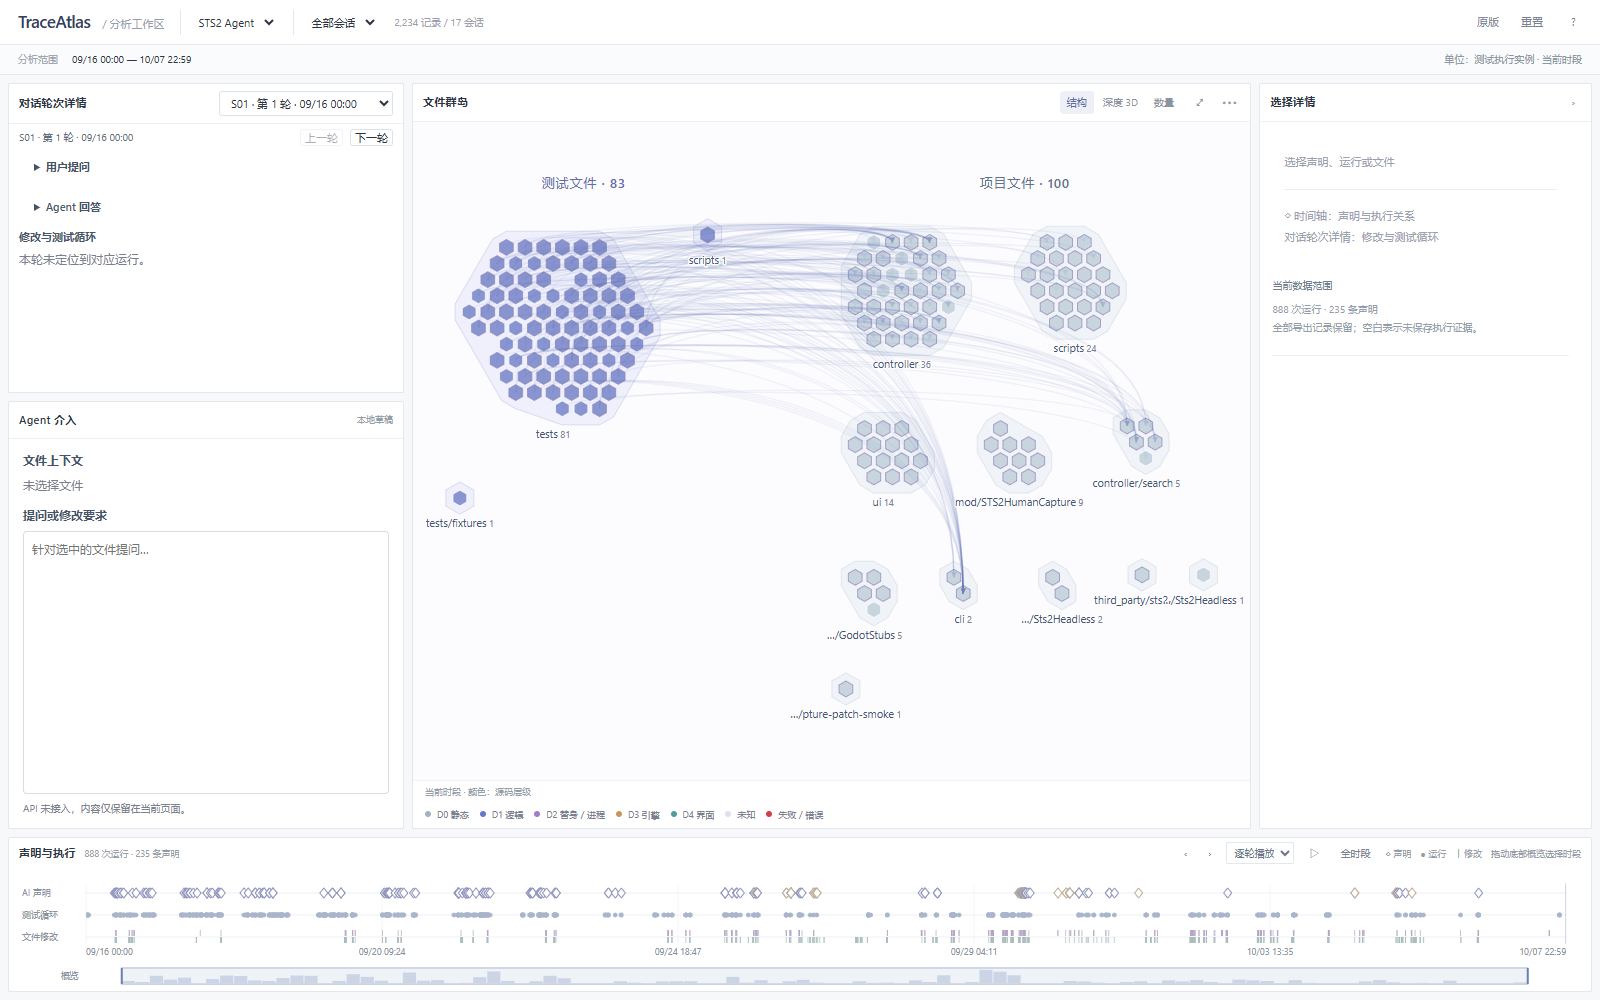 TraceAtlas / 分析工作区 STS2 Agent 全部会话 2,234 记录 / 17 会话 原版 重置 ?
分析范围 09/16 00:00 — 10/07 22:59 单位：测试执行实例 · 当前时段
对话轮次详情 S01 · 第 1 轮 · 09/16 00:00
S01 · 第 1 轮 · 09/16 00:00 上一轮 下一轮
▶ 用户提问
▶ Agent 回答
修改与测试循环
本轮未定位到对应运行。
Agent 介入 本地草稿
文件上下文
未选择文件
提问或修改要求
针对选中的文件提问...
API 未接入，内容仅保留在当前页面。
文件群岛 结构 深度 3D 数量
测试文件 · 83 项目文件 · 100
scripts 1
scripts 24
controller 36
tests 81
controller/search 5
ui 14 mod/STS2HumanCapture 9
tests/fixtures 1
third_party/sts2 ./Sts2Headless 1
cli 2 .../Sts2Headless 2
.../GodotStubs 5
.../pture-patch-smoke 1
当前时段 · 颜色：源码层级
D0 静态 D1 逻辑 D2 替身 / 进程 D3 引擎 D4 界面 未知 失败 / 错误
选择详情
选择声明、运行或文件
◇ 时间轴：声明与执行关系
对话轮次详情：修改与测试循环
当前数据范围
888 次运行 · 235 条声明
全部导出记录保留；空白表示未保存执行证据。
声明与执行 888 次运行 · 235 条声明 ‹ › 逐轮播放 全时段 声明 运行 修改 拖动底部概览选择时段
AI 声明
测试循环
文件修改
09/16 00:00 09/20 09:24 09/24 18:47 09/29 04:11 10/03 13:35 10/07 22:59
概览